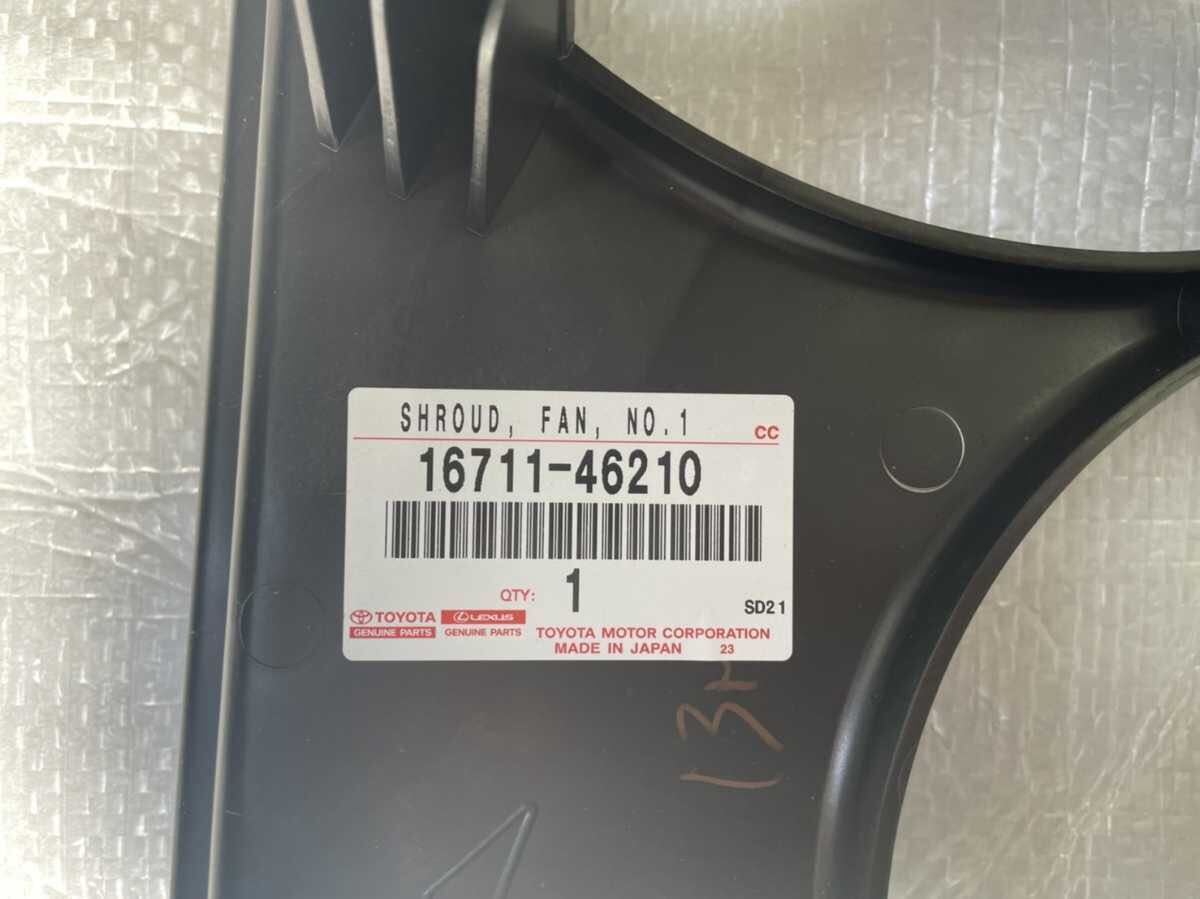 SHROUD, FAN, NO.1
CC
16711-46210
QTY: 1
SD21
TOYOTA
GENUINE PARTS
LEXUS
GENUINE PARTS
TOYOTA MOTOR CORPORATION
MADE IN JAPAN 23